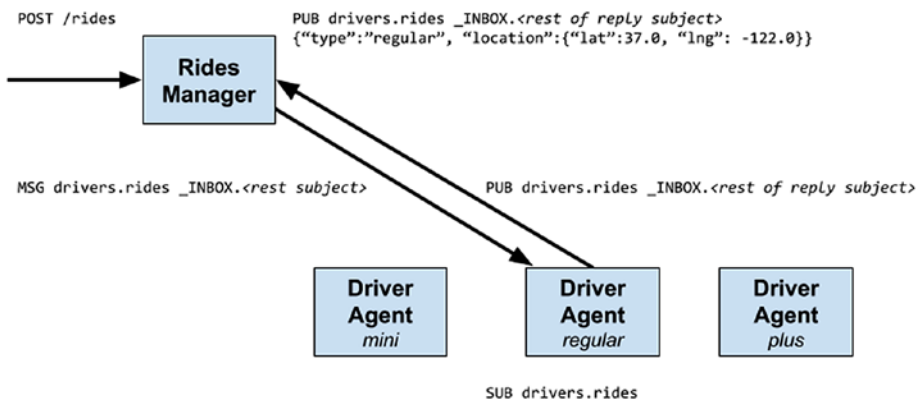 POST /rides
PUB drivers.rides _INBOX.<rest of reply subject>
{“type”:”regular”, “location”:{“lat”:37.0, “lng”: -122.0}}
Rides
Manager
MSG drivers.rides _INBOX.<rest subject>
PUB drivers.rides _INBOX.<rest of reply subject>
Driver
Agent
mini
Driver
Agent
regular
Driver
Agent
plus
SUB drivers.rides